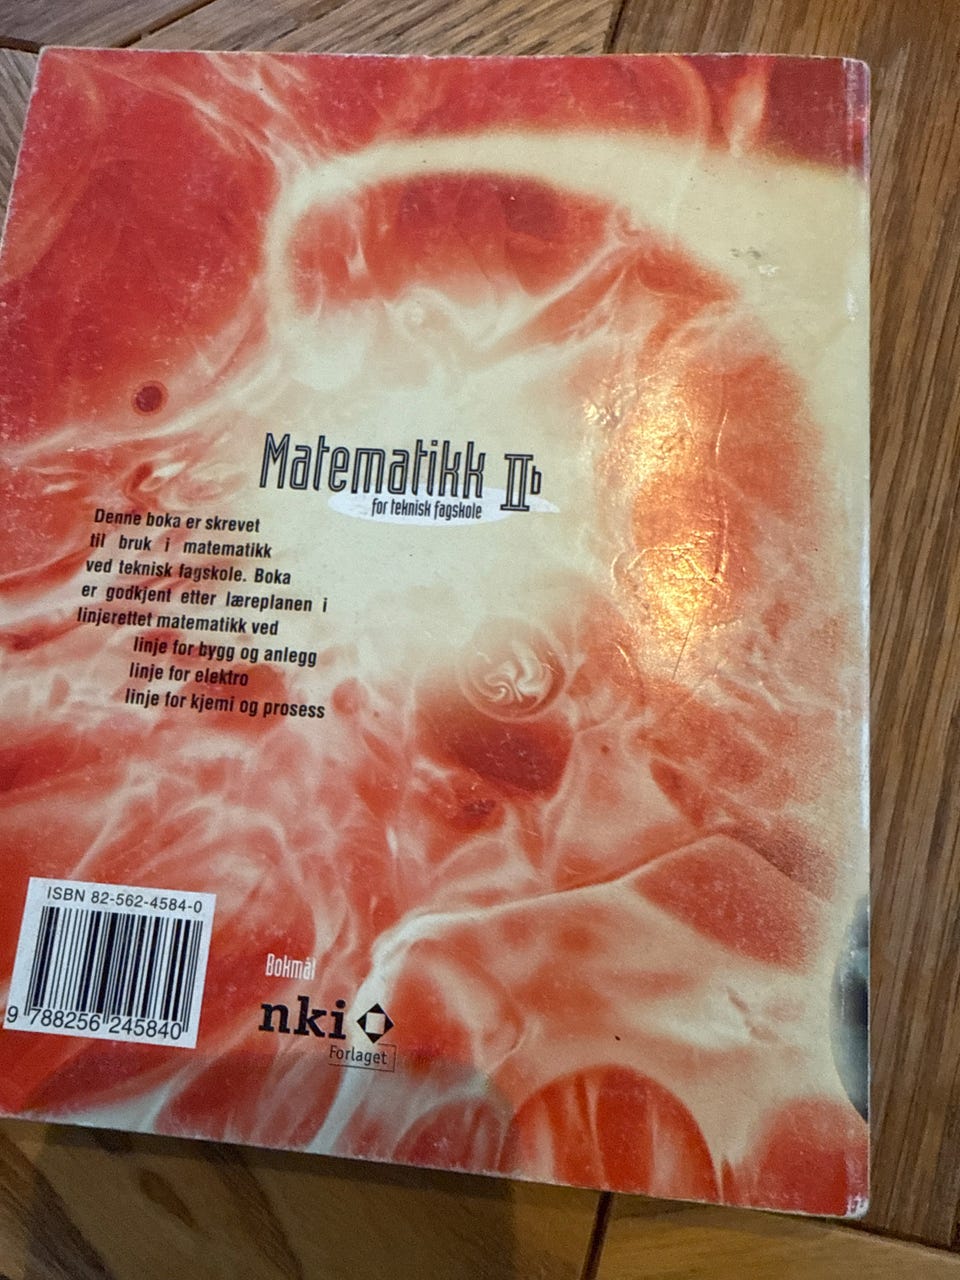 Matematikk IIb
for teknisk fagskole
Denne boka er skrevet
til bruk i matematikk
ved teknisk fagskole. Boka
er godkjent etter læreplanen i
linjerettet matematikk ved
linje for bygg og anlegg
linje for elektro
linje for kjemi og prosess
ISBN 82-562-4584-0
9 788256 245840
Bokmål
nki
Forlaget